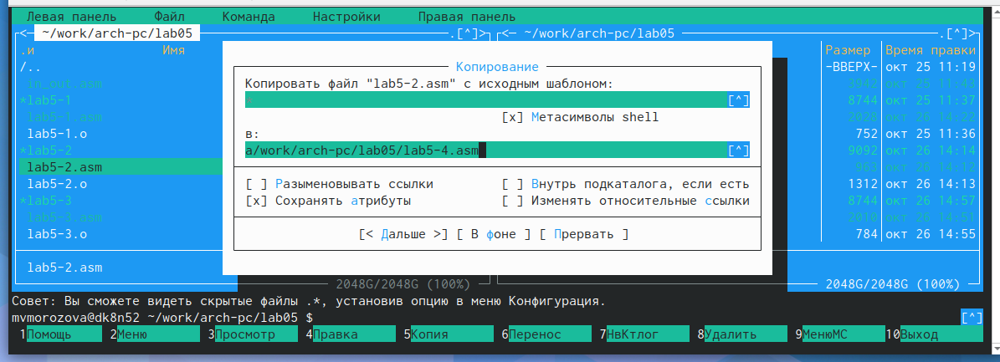 Левая панель Файл Команда Настройки Правая панель
<─ ~/work/arch-pc/lab05 .[^]> <─ ~/work/arch-pc/lab05 .[^]>
.и Имя Размер Время правки
/.. -ВВЕРХ- окт 25 11:19
in_out.asm 3942 окт 25 11:43
*lab5-1 8744 окт 25 11:37
lab5-1.asm 2028 окт 26 14:22
lab5-1.o 752 окт 25 11:36
*lab5-2 9092 окт 26 14:14
lab5-2.asm 963 окт 26 14:12
lab5-2.o 1312 окт 26 14:13
*lab5-3 8744 окт 26 14:57
lab5-3.asm 2010 окт 26 14:51
lab5-3.o 784 окт 26 14:55
lab5-2.asm
2048G/2048G (100%) 2048G/2048G (100%)
Копирование
Копировать файл "lab5-2.asm" с исходным шаблоном:
* [^]
[x] Метасимволы shell
в:
a/work/arch-pc/lab05/lab5-4.asm [^]
[ ] Разыменовывать ссылки [ ] Внутрь подкаталога, если есть
[x] Сохранять атрибуты [ ] Изменять относительные ссылки
[< Дальше >] [ В фоне ] [ Прервать ]
Совет: Вы сможете видеть скрытые файлы .*, установив опцию в меню Конфигурация.
mvmorozova@dk8n52 ~/work/arch-pc/lab05 $ [^]
1Помощь 2Меню 3Просмотр 4Правка 5Копия 6Перенос 7НвКтлог 8Удалить 9МенюMC 10Выход